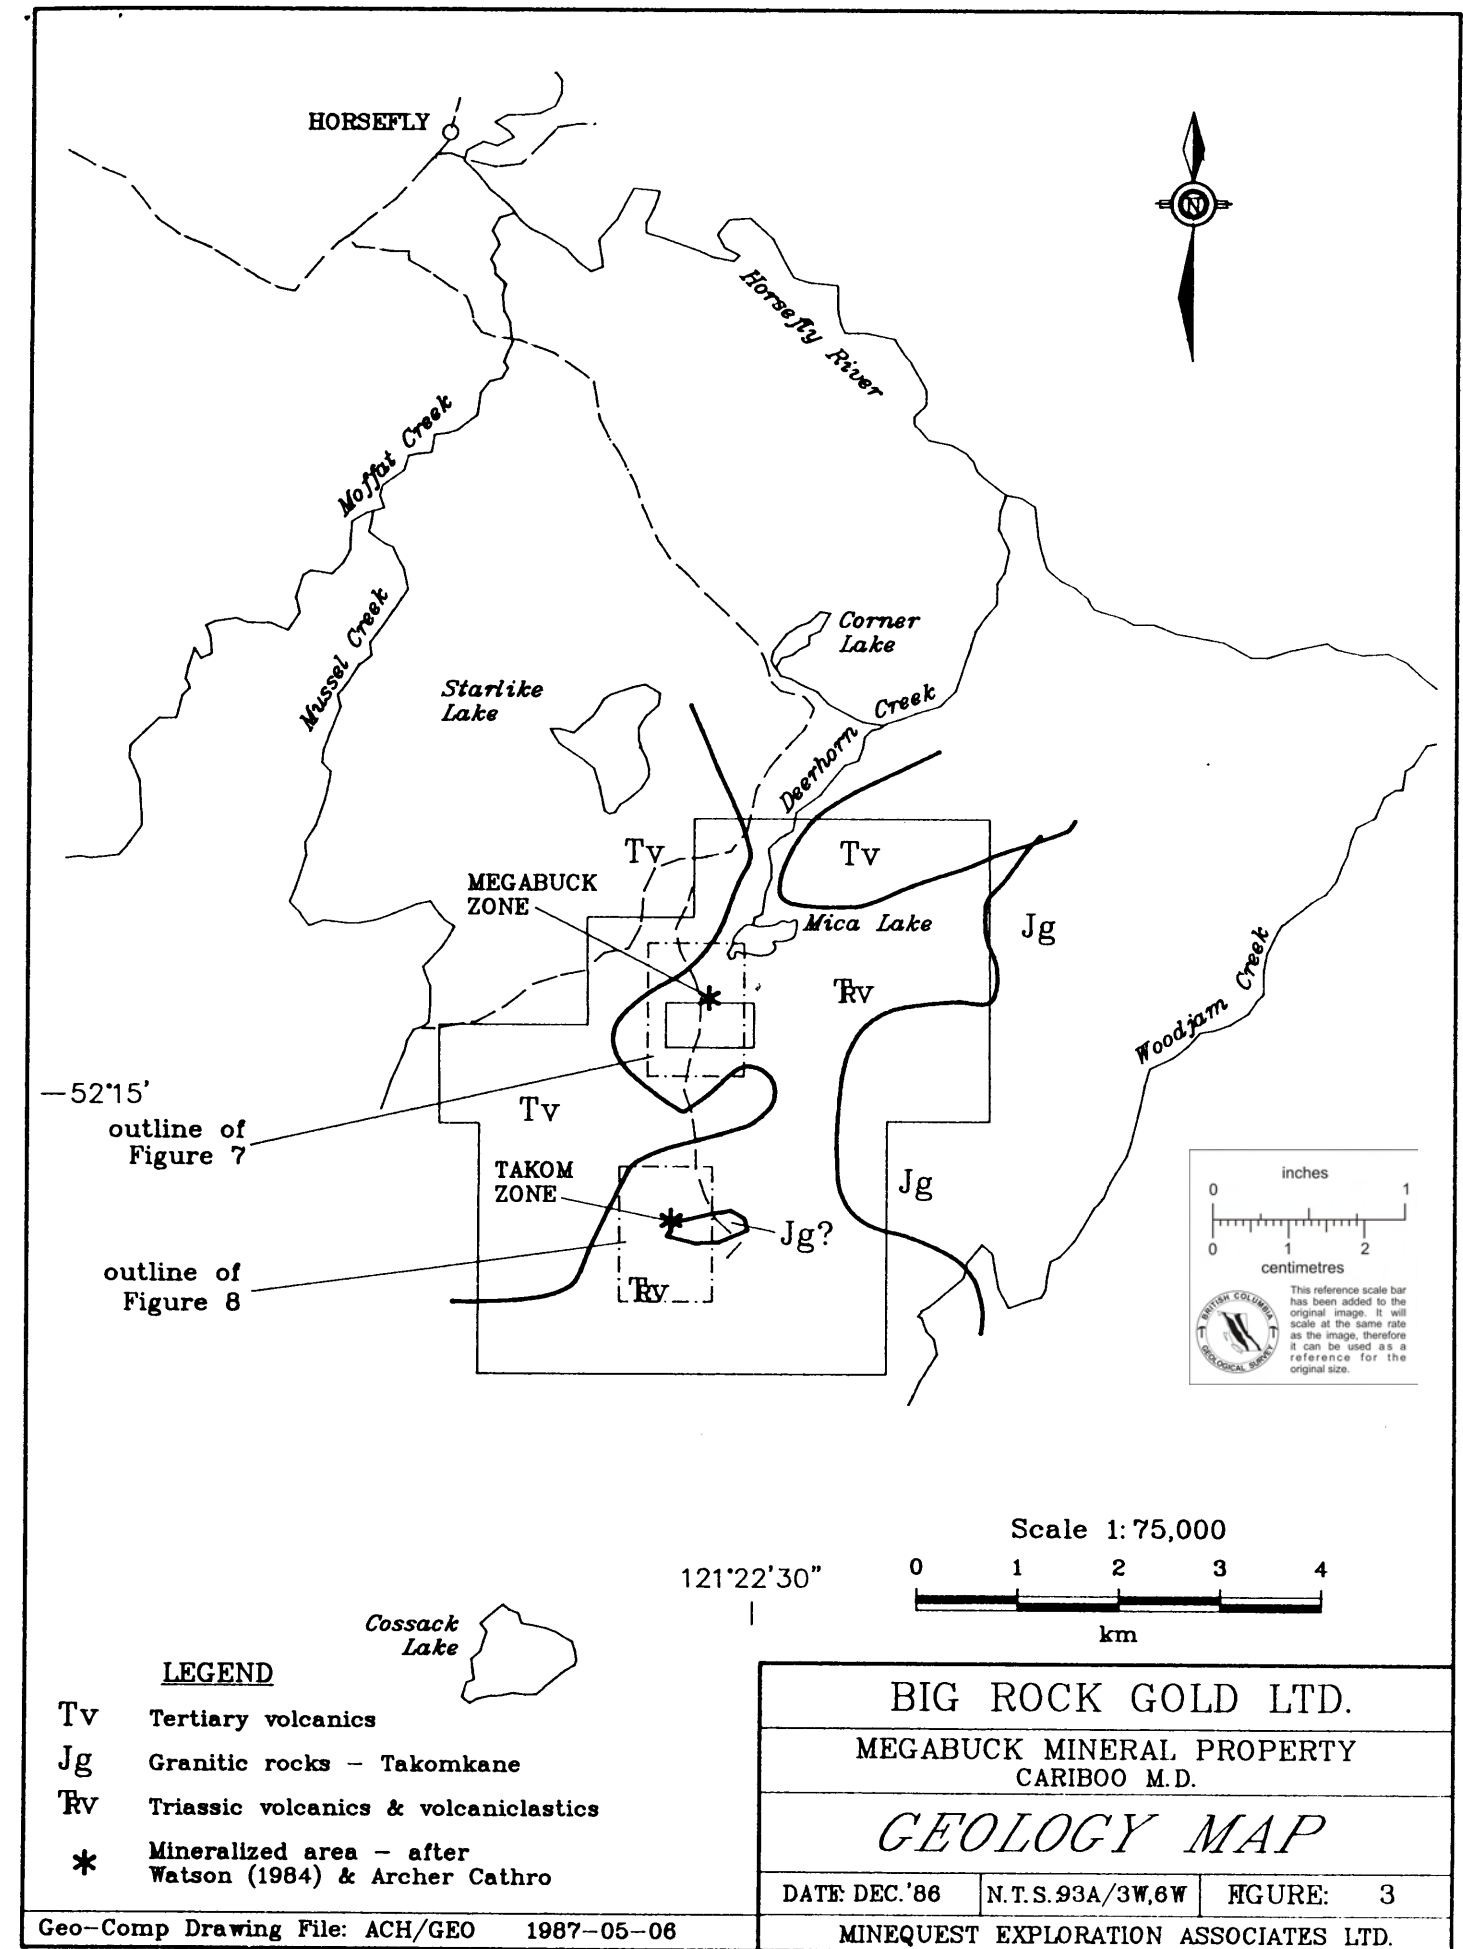 HORSEFLY
N
Horsefly River
Moffat Creek
Mussel Creek
Corner
Lake
Starlike
Lake
Deerhorn Creek
Tv
Tv
MEGABUCK
ZONE
Mica Lake
Jg
TRv
Woodjam Creek
—52°15'
Tv
outline of
Figure 7
TAKOM
ZONE
Jg
Jg?
outline of
Figure 8
TRv
inches
0 1
0 1 2
centimetres
BRITISH COLUMBIA
GEOLOGICAL SURVEY
This reference scale bar
has been added to the
original image. It will
scale at the same rate
as the image, therefore
it can be used as a
reference for the
original size.
Scale 1:75,000
0 1 2 3 4
km
121°22'30"
Cossack
Lake
LEGEND
Tv Tertiary volcanics
Jg Granitic rocks – Takomkane
TRv Triassic volcanics & volcaniclastics
* Mineralized area – after
Watson (1984) & Archer Cathro
Geo-Comp Drawing File: ACH/GEO 1987-05-06
BIG ROCK GOLD LTD.
MEGABUCK MINERAL PROPERTY
CARIBOO M.D.
GEOLOGY MAP
DATE: DEC.'86 N.T.S.93A/3W,6W FIGURE: 3
MINEQUEST EXPLORATION ASSOCIATES LTD.